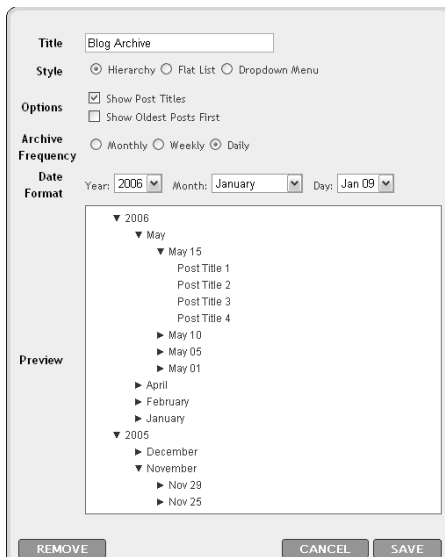 Title Blog Archive
Style Hierarchy Flat List Dropdown Menu
Options Show Post Titles
Show Oldest Posts First
Archive
Frequency Monthly Weekly Daily
Date
Format Year: 2006 Month: January Day: Jan 09
Preview
2006
May
May 15
Post Title 1
Post Title 2
Post Title 3
Post Title 4
May 10
May 05
May 01
April
February
January
2005
December
November
Nov 29
Nov 25
REMOVE CANCEL SAVE